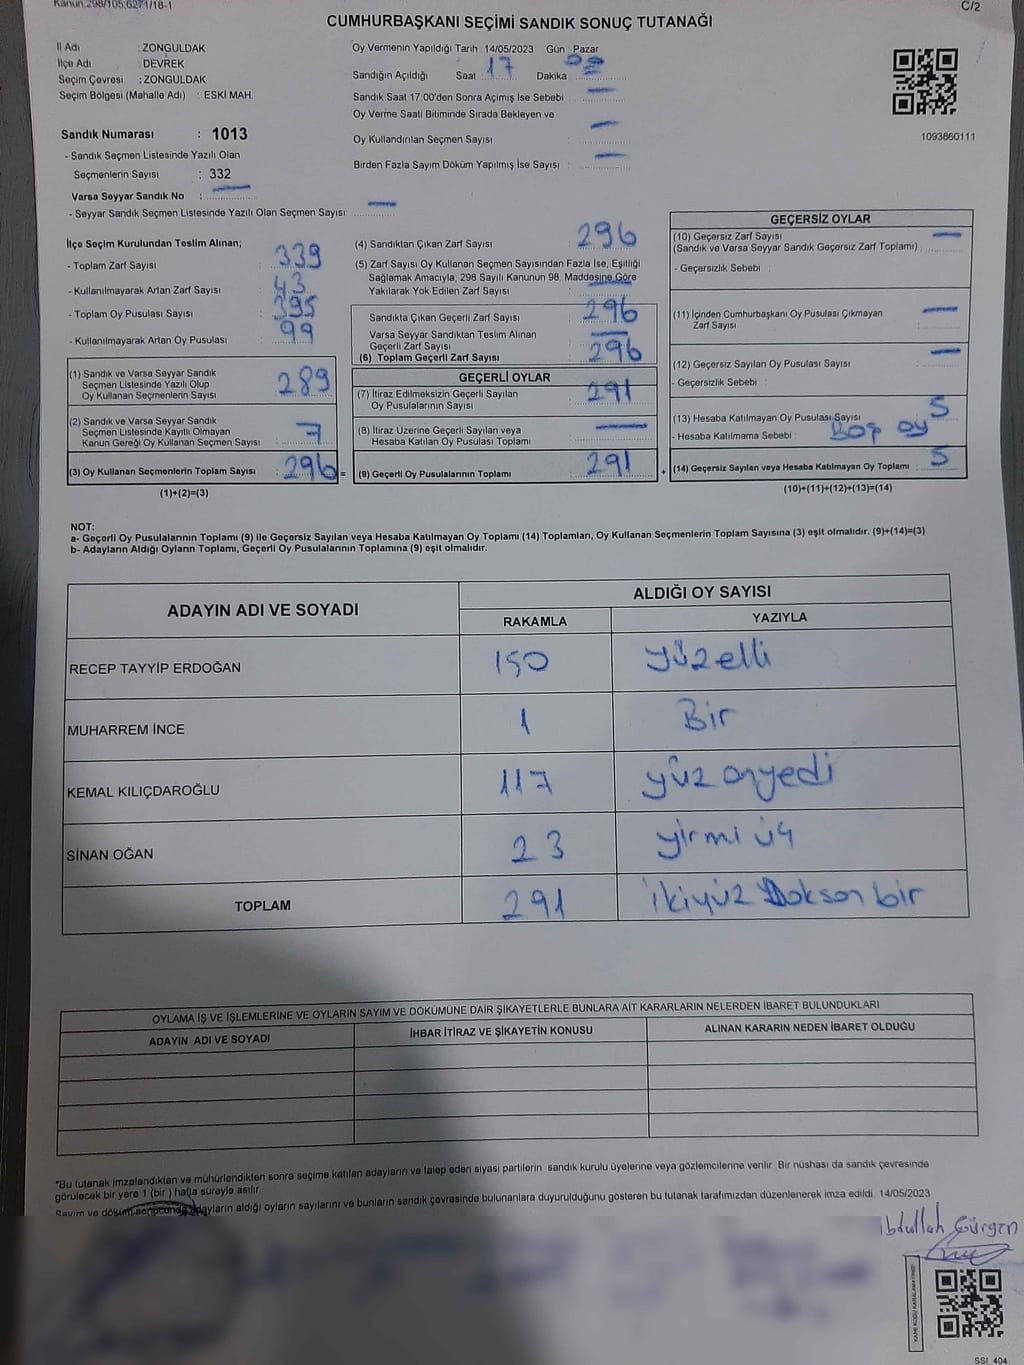 Kanun:298/105;6271/18-1
C/2
CUMHURBAŞKANI SEÇİMİ SANDIK SONUÇ TUTANAĞI
İl Adı : ZONGULDAK
İlçe Adı : DEVREK
Seçim Çevresi : ZONGULDAK
Seçim Bölgesi (Mahalle Adı) : ESKİ MAH.
Oy Vermenin Yapıldığı Tarih 14/05/2023 Gün Pazar
Sandığın Açıldığı Saat 17 Dakika
Sandık Saat 17.00'den Sonra Açımış İse Sebebi : —
Oy Verme Saati Bitiminde Sırada Bekleyen ve
Oy Kullandırılan Seçmen Sayısı : —
Birden Fazla Sayım Döküm Yapılmış İse Sayısı : —
1093860111
Sandık Numarası : 1013
- Sandık Seçmen Listesinde Yazılı Olan
Seçmenlerin Sayısı : 332
Varsa Seyyar Sandık No : —
- Seyyar Sandık Seçmen Listesinde Yazılı Olan Seçmen Sayısı: —
İlçe Seçim Kurulundan Teslim Alınan;
- Toplam Zarf Sayısı : 339
- Kullanılmayarak Artan Zarf Sayısı : 43
- Toplam Oy Pusulası Sayısı : 395
- Kullanılmayarak Artan Oy Pusulası : 99
(1) Sandık ve Varsa Seyyar Sandık
Seçmen Listesinde Yazılı Olup
Oy Kullanan Seçmenlerin Sayısı : 289
(2) Sandık ve Varsa Seyyar Sandık
Seçmen Listesinde Kayıtlı Olmayan
Kanun Gereği Oy Kullanan Seçmen Sayısı : 7
(3) Oy Kullanan Seçmenlerin Toplam Sayısı : 296 =
(1)+(2)=(3)
(4) Sandıktan Çıkan Zarf Sayısı : 296
(5) Zarf Sayısı Oy Kullanan Seçmen Sayısından Fazla İse, Eşitliği
Sağlamak Amacıyla, 298 Sayılı Kanunun 98. Maddesine Göre
Yakılarak Yok Edilen Zarf Sayısı : —
Sandıkta Çıkan Geçerli Zarf Sayısı : 296
Varsa Seyyar Sandıktan Teslim Alınan
Geçerli Zarf Sayısı : —
(6) Toplam Geçerli Zarf Sayısı : 296
GEÇERLİ OYLAR
(7) İtiraz Edilmeksizin Geçerli Sayılan
Oy Pusulalarının Sayısı : 291
(8) İtiraz Üzerine Geçerli Sayılan veya
Hesaba Katılan Oy Pusulası Toplamı : —
(9) Geçerli Oy Pusulalarının Toplamı : 291 +
GEÇERSİZ OYLAR
(10) Geçersiz Zarf Sayısı : —
(Sandık ve Varsa Seyyar Sandık Geçersiz Zarf Toplamı)
- Geçersizlik Sebebi :
(11) İçinden Cumhurbaşkanı Oy Pusulası Çıkmayan
Zarf Sayısı : —
(12) Geçersiz Sayılan Oy Pusulası Sayısı : —
- Geçersizlik Sebebi :
(13) Hesaba Katılmayan Oy Pusulası Sayısı : 5
- Hesaba Katılmama Sebebi : Boş oy
(14) Geçersiz Sayılan veya Hesaba Katılmayan Oy Toplamı : 5
(10)+(11)+(12)+(13)=(14)
NOT:
a- Geçerli Oy Pusulalarının Toplamı (9) ile Geçersiz Sayılan veya Hesaba Katılmayan Oy Toplamı (14) Toplamları, Oy Kullanan Seçmenlerin Toplam Sayısına (3) eşit olmalıdır. (9)+(14)=(3)
b- Adayların Aldığı Oyların Toplamı, Geçerli Oy Pusulalarının Toplamına (9) eşit olmalıdır.
ADAYIN ADI VE SOYADI ALDIĞI OY SAYISI
RAKAMLA YAZIYLA
RECEP TAYYİP ERDOĞAN 150 yüzelli
MUHARREM İNCE 1 Bir
KEMAL KILIÇDAROĞLU 117 yüz onyedi
SİNAN OĞAN 23 yirmi üç
TOPLAM 291 ikiyüz Doksan bir
OYLAMA İŞ VE İŞLEMLERİNE VE OYLARIN SAYIM VE DÖKÜMÜNE DAİR ŞİKAYETLERLE BUNLARA AİT KARARLARIN NELERDEN İBARET BULUNDUKLARI
ADAYIN ADI VE SOYADI İHBAR İTİRAZ VE ŞİKAYETİN KONUSU ALINAN KARARIN NEDEN İBARET OLDUĞU
*Bu tutanak imzalandıktan ve mühürlendikten sonra seçime katılan adayların ve talep eden siyasi partilerin sandık kurulu üyelerine veya gözlemcilerine verilir. Bir nüshası da sandık çevresinde
görülecek bir yere 1 (bir ) hafta süreyle asılır.
Sayım ve döküm sonucunda adayların aldığı oyların sayılarını ve bunların sandık çevresinde bulunanlara duyurulduğunu gösteren bu tutanak tarafımızdan düzenlenerek imza edildi. 14/05/2023
ibdullah Gürgen
SSI_404